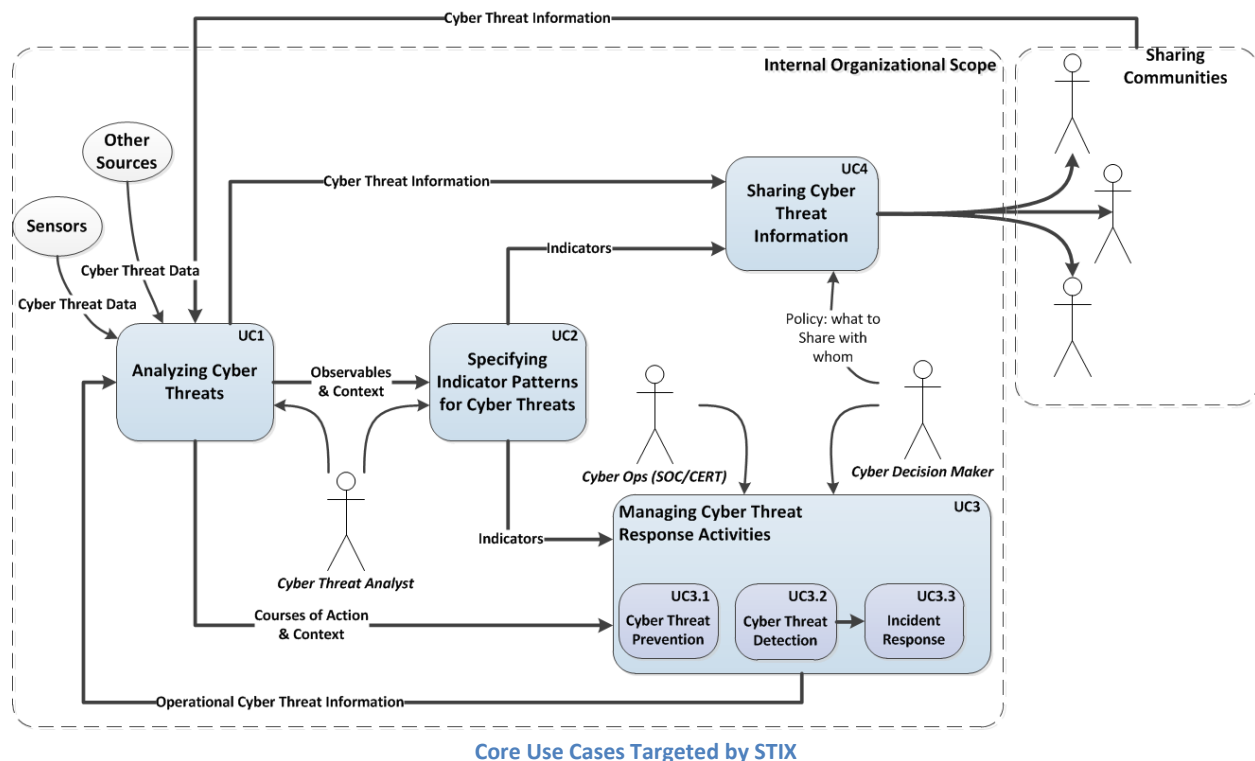 Cyber Threat Information
Internal Organizational Scope
Sharing
Communities
Other
Sources
Sensors
Cyber Threat Data
Cyber Threat Data
Cyber Threat Information
UC4
Sharing Cyber
Threat
Information
Indicators
Policy: what to
Share with
whom
UC1
Analyzing Cyber
Threats
Observables
& Context
UC2
Specifying
Indicator Patterns
for Cyber Threats
Cyber Ops (SOC/CERT)
Cyber Decision Maker
Cyber Threat Analyst
Indicators
UC3
Managing Cyber Threat
Response Activities
UC3.1
Cyber Threat
Prevention
UC3.2
Cyber Threat
Detection
UC3.3
Incident
Response
Courses of Action
& Context
Operational Cyber Threat Information
Core Use Cases Targeted by STIX